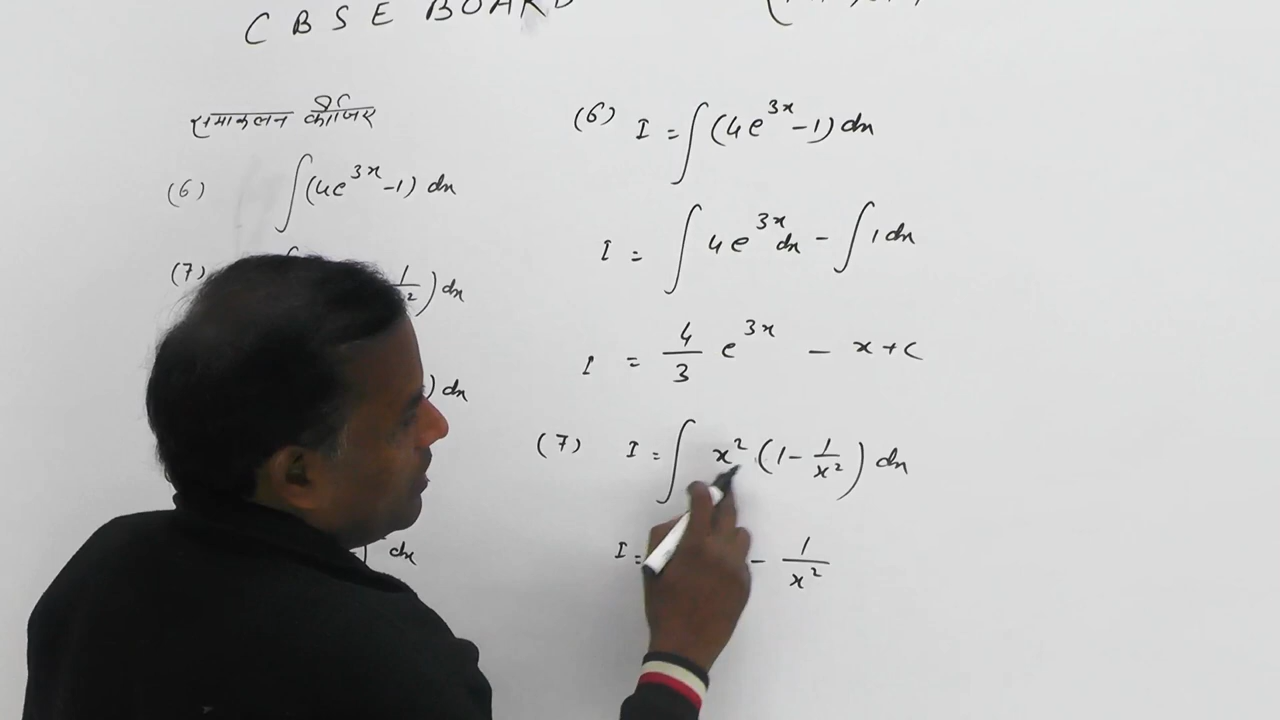 CBSE BOARD
समाकलन कीजिए
(6) ∫(4e^{3x}-1) dx
(7) 1/x²) dx
) dx
dx
(6) I = ∫(4e^{3x}-1) dx
I = ∫ 4e^{3x} dx - ∫ 1 dx
I = 4/3 e^{3x} - x + c
(7) I = ∫ x² (1 - 1/x²) dx
I = - 1/x²